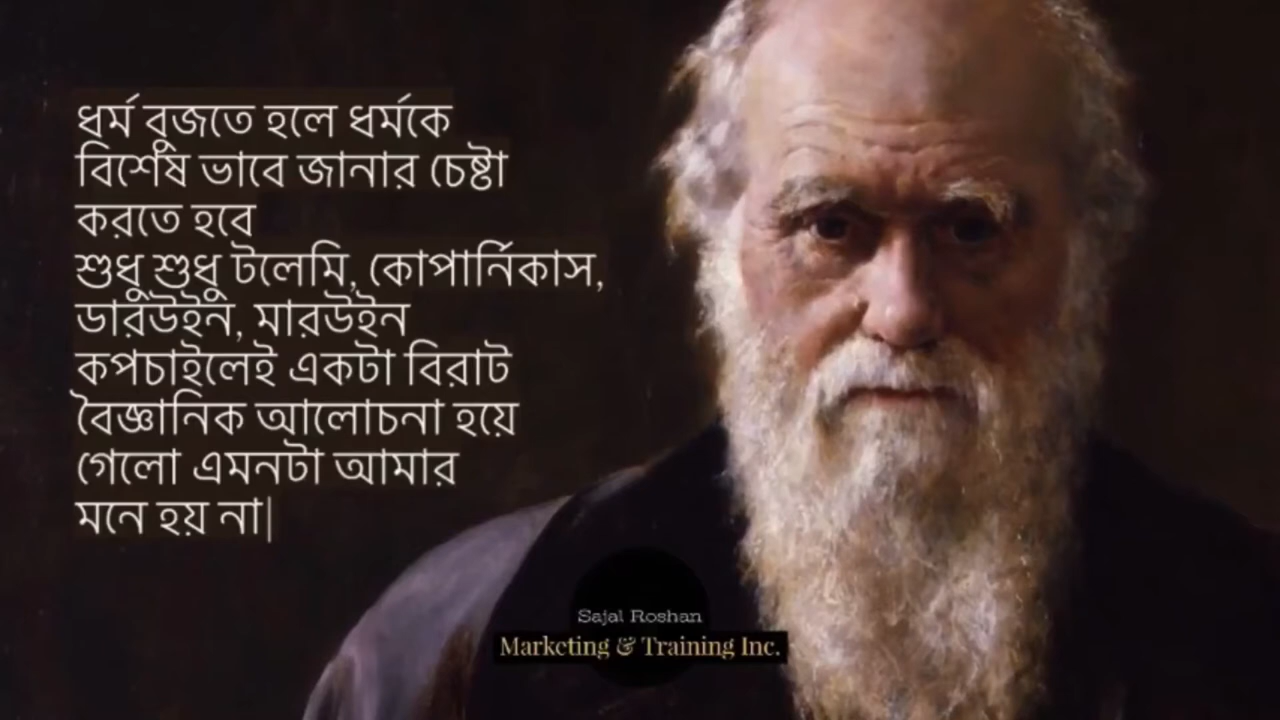 ধর্ম বুজতে হলে ধর্মকে
বিশেষ ভাবে জানার চেষ্টা
করতে হবে
শুধু শুধু টলেমি, কোপার্নিকাস,
ডারউইন, মারউইন
কপচাইলেই একটা বিরাট
বৈজ্ঞানিক আলোচনা হয়ে
গেলো এমনটা আমার
মনে হয় না|
Sajal Roshan
Marketing & Training Inc.